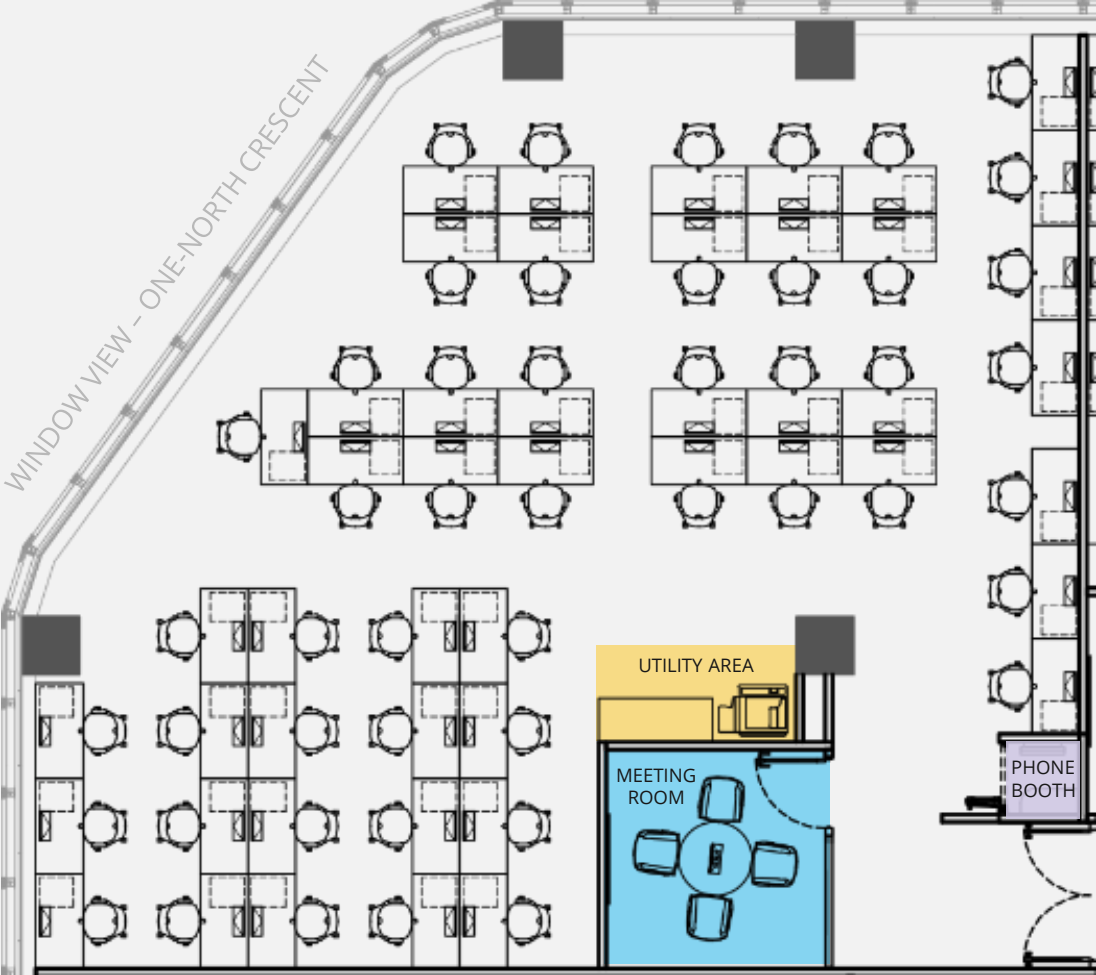 WINDOW VIEW – ONE-NORTH CRESCENT
UTILITY AREA
MEETING
ROOM
PHONE
BOOTH